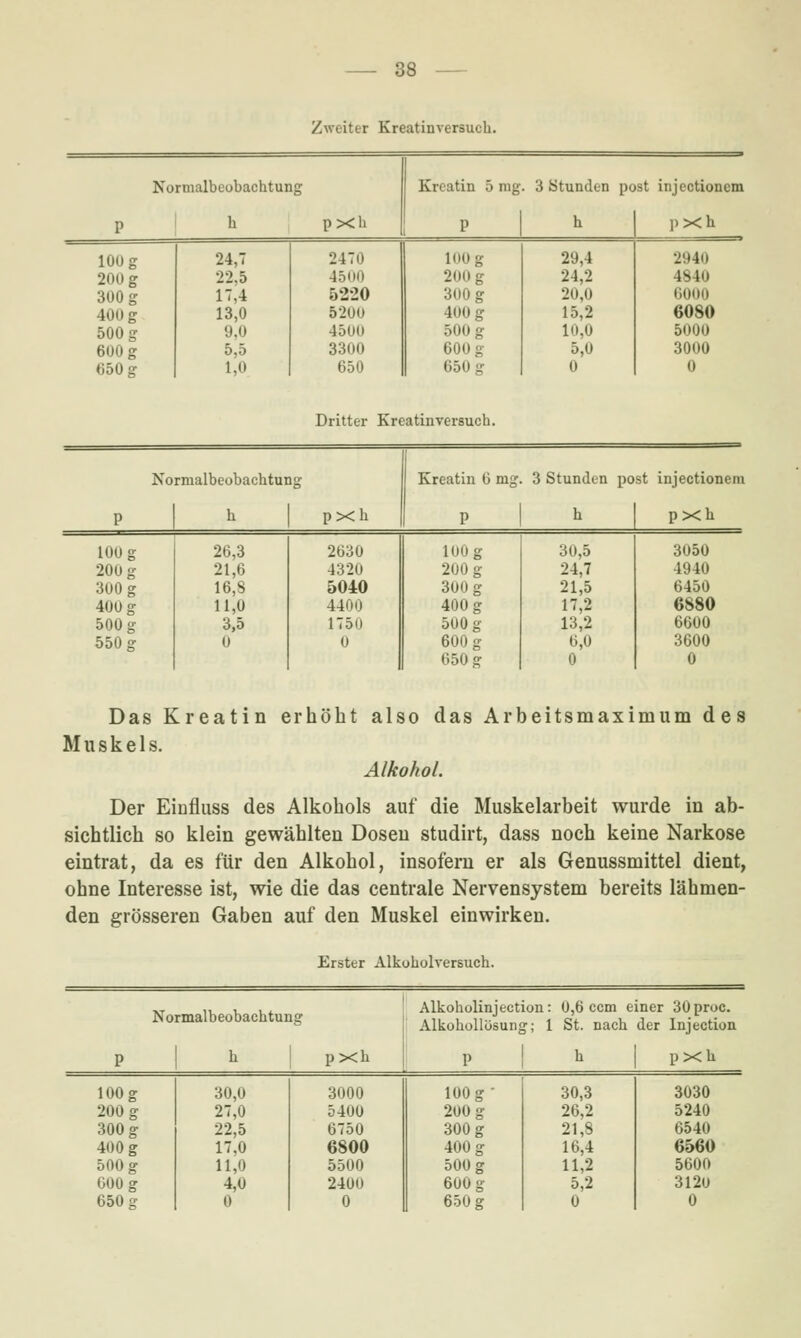 — 38 —
Zweiter Kreatinversuch.
Normalbeobachtung Kreatin 5 mg. 3 Stunden post injectionem
p h p×h p h p×h
100 g 24,7 2470 100 g 29,4 2940
200 g 22,5 4500 200 g 24,2 4840
300 g 17,4 5220 300 g 20,0 6000
400 g 13,0 5200 400 g 15,2 6080
500 g 9,0 4500 500 g 10,0 5000
600 g 5,5 3300 600 g 5,0 3000
650 g 1,0 650 650 g 0 0
Dritter Kreatinversuch.
Normalbeobachtung Kreatin 6 mg. 3 Stunden post injectionem
p h p×h p h p×h
100 g 26,3 2630 100 g 30,5 3050
200 g 21,6 4320 200 g 24,7 4940
300 g 16,8 5040 300 g 21,5 6450
400 g 11,0 4400 400 g 17,2 6880
500 g 3,5 1750 500 g 13,2 6600
550 g 0 0 600 g 6,0 3600
650 g 0 0
Das Kreatin erhöht also das Arbeitsmaximum des
Muskels.
Alkohol.
Der Einfluss des Alkohols auf die Muskelarbeit wurde in ab-
sichtlich so klein gewählten Dosen studirt, dass noch keine Narkose
eintrat, da es für den Alkohol, insofern er als Genussmittel dient,
ohne Interesse ist, wie die das centrale Nervensystem bereits lähmen-
den grösseren Gaben auf den Muskel einwirken.
Erster Alkoholversuch.
Normalbeobachtung Alkoholinjection: 0,6 ccm einer 30 proc.
Alkohollösung; 1 St. nach der Injection
p h p×h p h p×h
100 g 30,0 3000 100 g 30,3 3030
200 g 27,0 5400 200 g 26,2 5240
300 g 22,5 6750 300 g 21,8 6540
400 g 17,0 6800 400 g 16,4 6560
500 g 11,0 5500 500 g 11,2 5600
600 g 4,0 2400 600 g 5,2 3120
650 g 0 0 650 g 0 0